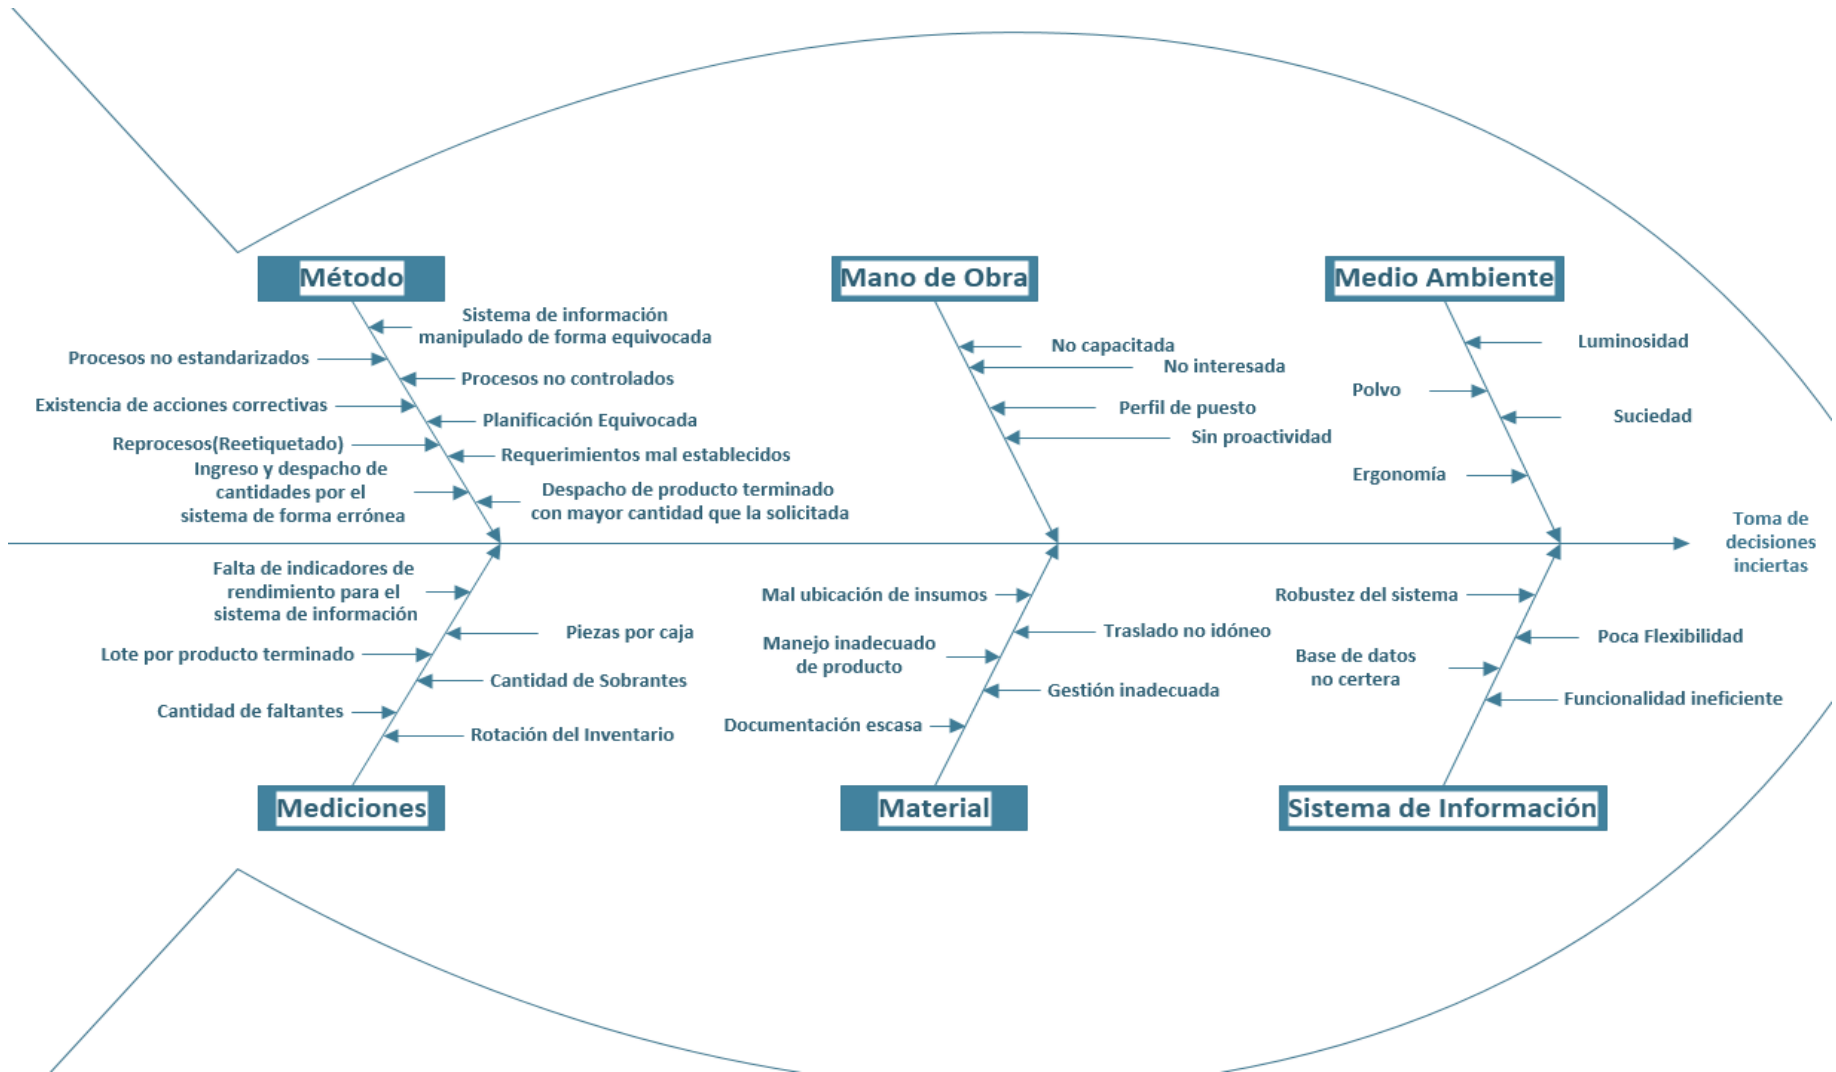 Método
Sistema de información
manipulado de forma equivocada
Procesos no estandarizados
Procesos no controlados
Existencia de acciones correctivas
Planificación Equivocada
Reprocesos(Reetiquetado)
Requerimientos mal establecidos
Ingreso y despacho de
cantidades por el
sistema de forma errónea
Despacho de producto terminado
con mayor cantidad que la solicitada
Mano de Obra
No capacitada
No interesada
Perfil de puesto
Sin proactividad
Medio Ambiente
Luminosidad
Polvo
Suciedad
Ergonomía
Toma de
decisiones
inciertas
Falta de indicadores de
rendimiento para el
sistema de información
Piezas por caja
Lote por producto terminado
Cantidad de Sobrantes
Cantidad de faltantes
Rotación del Inventario
Mediciones
Mal ubicación de insumos
Traslado no idóneo
Manejo inadecuado
de producto
Gestión inadecuada
Documentación escasa
Material
Robustez del sistema
Poca Flexibilidad
Base de datos
no certera
Funcionalidad ineficiente
Sistema de Información